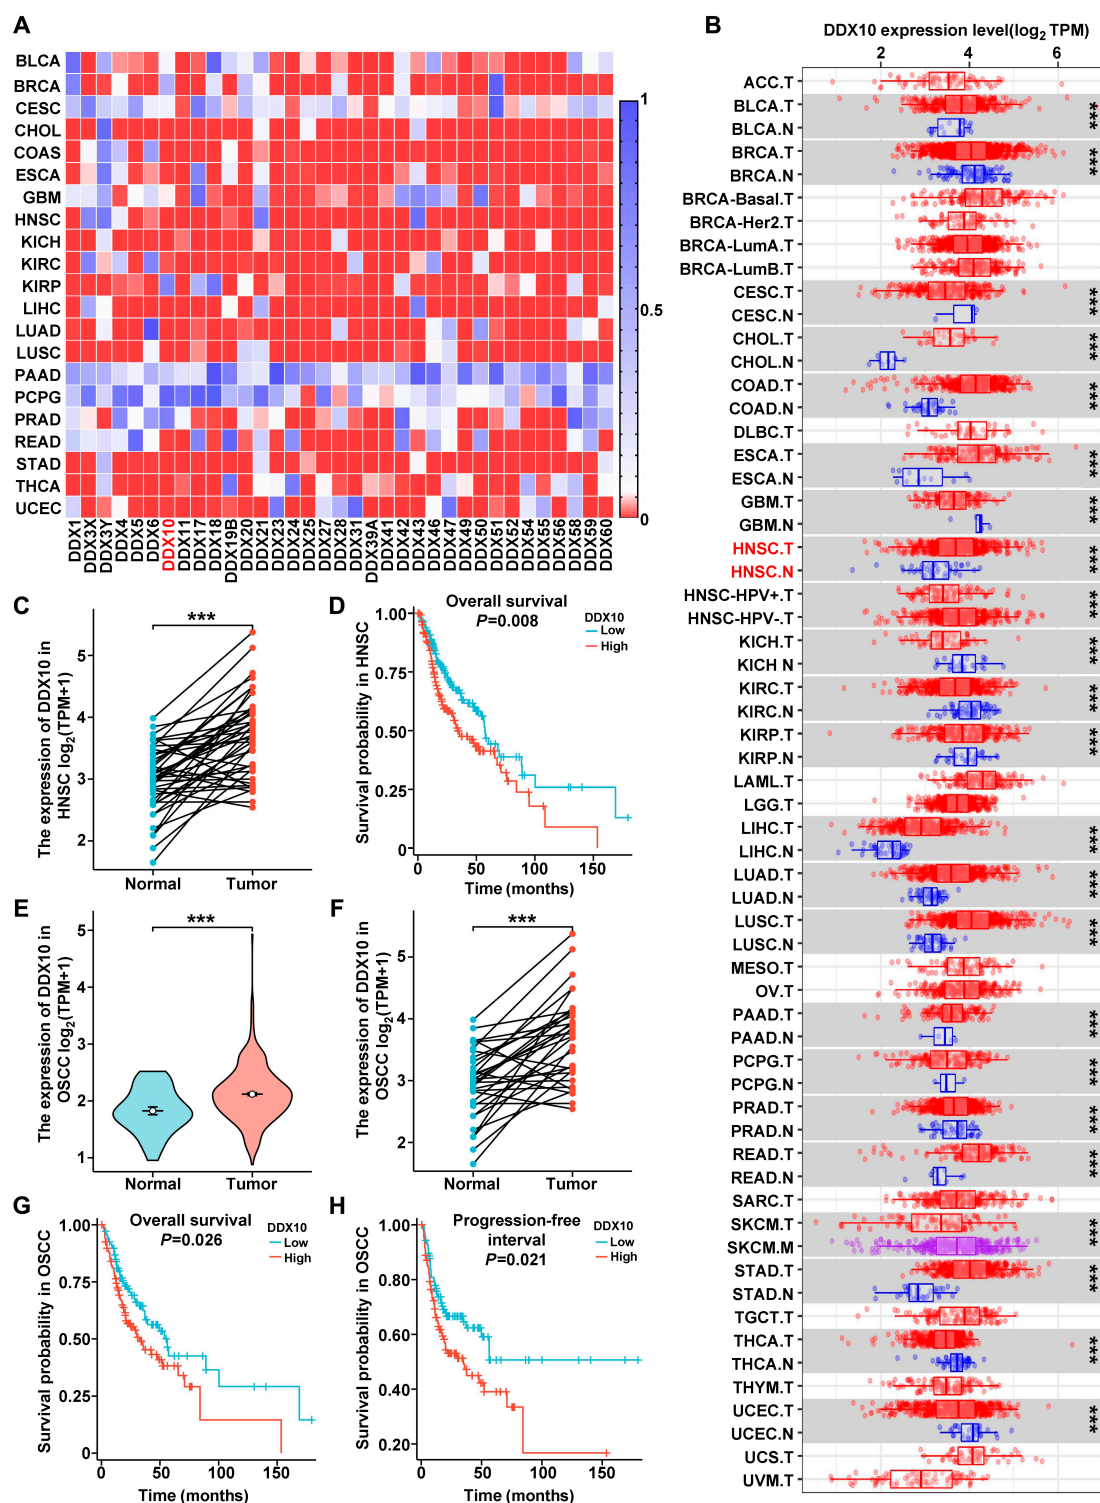 A
BLCA
BRCA
CESC
CHOL
COAS
ESCA
GBM
HNSC
KICH
KIRC
KIRP
LIHC
LUAD
LUSC
PAAD
PCPG
PRAD
READ
STAD
THCA
UCEC
DDX1
DDX3X
DDX3Y
DDX4
DDX5
DDX6
DDX10
DDX11
DDX17
DDX18
DDX19B
DDX20
DDX21
DDX23
DDX24
DDX25
DDX27
DDX28
DDX31
DDX39A
DDX41
DDX42
DDX43
DDX46
DDX47
DDX49
DDX50
DDX51
DDX52
DDX54
DDX55
DDX56
DDX58
DDX59
DDX60
1
0.5
0
B
DDX10 expression level(log2 TPM)
2 4 6
ACC.T
BLCA.T
BLCA.N
***
BRCA.T
BRCA.N
***
BRCA-Basal.T
BRCA-Her2.T
BRCA-LumA.T
BRCA-LumB.T
CESC.T
CESC.N
***
CHOL.T
CHOL.N
***
COAD.T
COAD.N
***
DLBC.T
ESCA.T
ESCA.N
***
GBM.T
GBM.N
***
HNSC.T
HNSC.N
***
HNSC-HPV+.T
HNSC-HPV-.T
***
KICH.T
KICH N
***
KIRC.T
KIRC.N
***
KIRP.T
KIRP.N
***
LAML.T
LGG.T
LIHC.T
LIHC.N
***
LUAD.T
LUAD.N
***
LUSC.T
LUSC.N
***
MESO.T
OV.T
PAAD.T
PAAD.N
***
PCPG.T
PCPG.N
***
PRAD.T
PRAD.N
***
READ.T
READ.N
***
SARC.T
SKCM.T
SKCM.M
***
STAD.T
STAD.N
***
TGCT.T
THCA.T
THCA.N
***
THYM.T
UCEC.T
UCEC.N
***
UCS.T
UVM.T
C
The expression of DDX10 in
HNSC log2(TPM+1)
5
4
3
2
***
Normal Tumor
D
Overall survival
P=0.008
DDX10
Low
High
Survival probability in HNSC
1.00
0.75
0.50
0.25
0
0 50 100 150
Time (months)
E
The expression of DDX10 in
OSCC log2(TPM+1)
5
4
3
2
1
***
Normal Tumor
F
The expression of DDX10 in
OSCC log2(TPM+1)
5
4
3
2
***
Normal Tumor
G
Overall survival
P=0.026
DDX10
Low
High
Survival probability in OSCC
1.00
0.75
0.50
0.25
0
0 50 100 150
Time (months)
H
Progression-free
interval
P=0.021
DDX10
Low
High
Survival probability in OSCC
1.00
0.80
0.60
0.40
0.20
0 50 100 150
Time (months)